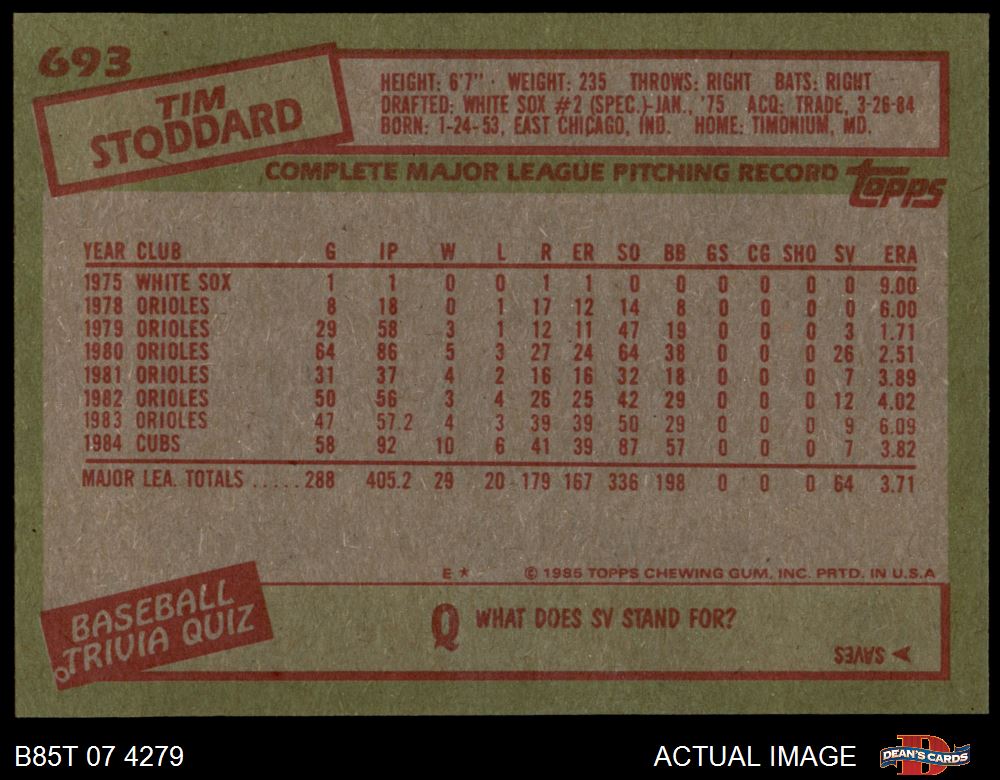 693
TIM
STODDARD
HEIGHT: 6'7" · WEIGHT: 235 THROWS: RIGHT BATS: RIGHT
DRAFTED: WHITE SOX #2 (SPEC.)-JAN., '75 ACQ: TRADE, 3-26-84
BORN: 1-24-53, EAST CHICAGO, IND. HOME: TIMONIUM, MD.
COMPLETE MAJOR LEAGUE PITCHING RECORD topps
YEAR CLUB G IP W L R ER SO BB GS CG SHO SV ERA
1975 WHITE SOX 1 1 0 0 1 1 0 0 0 0 0 0 9.00
1978 ORIOLES 8 18 0 1 17 12 14 8 0 0 0 0 6.00
1979 ORIOLES 29 58 3 1 12 11 47 19 0 0 0 3 1.71
1980 ORIOLES 64 86 5 3 27 24 64 38 0 0 0 26 2.51
1981 ORIOLES 31 37 4 2 16 16 32 18 0 0 0 7 3.89
1982 ORIOLES 50 56 3 4 26 25 42 29 0 0 0 12 4.02
1983 ORIOLES 47 57.2 4 3 39 39 50 29 0 0 0 9 6.09
1984 CUBS 58 92 10 6 41 39 87 57 0 0 0 7 3.82
MAJOR LEA. TOTALS .....288 405.2 29 20 179 167 336 198 0 0 0 64 3.71
E * © 1985 TOPPS CHEWING GUM, INC. PRTD. IN U.S.A
BASEBALL
TRIVIA QUIZ
Q WHAT DOES SV STAND FOR?
SAVES
B85T 07 4279
ACTUAL IMAGE
D
DEAN'S CARDS